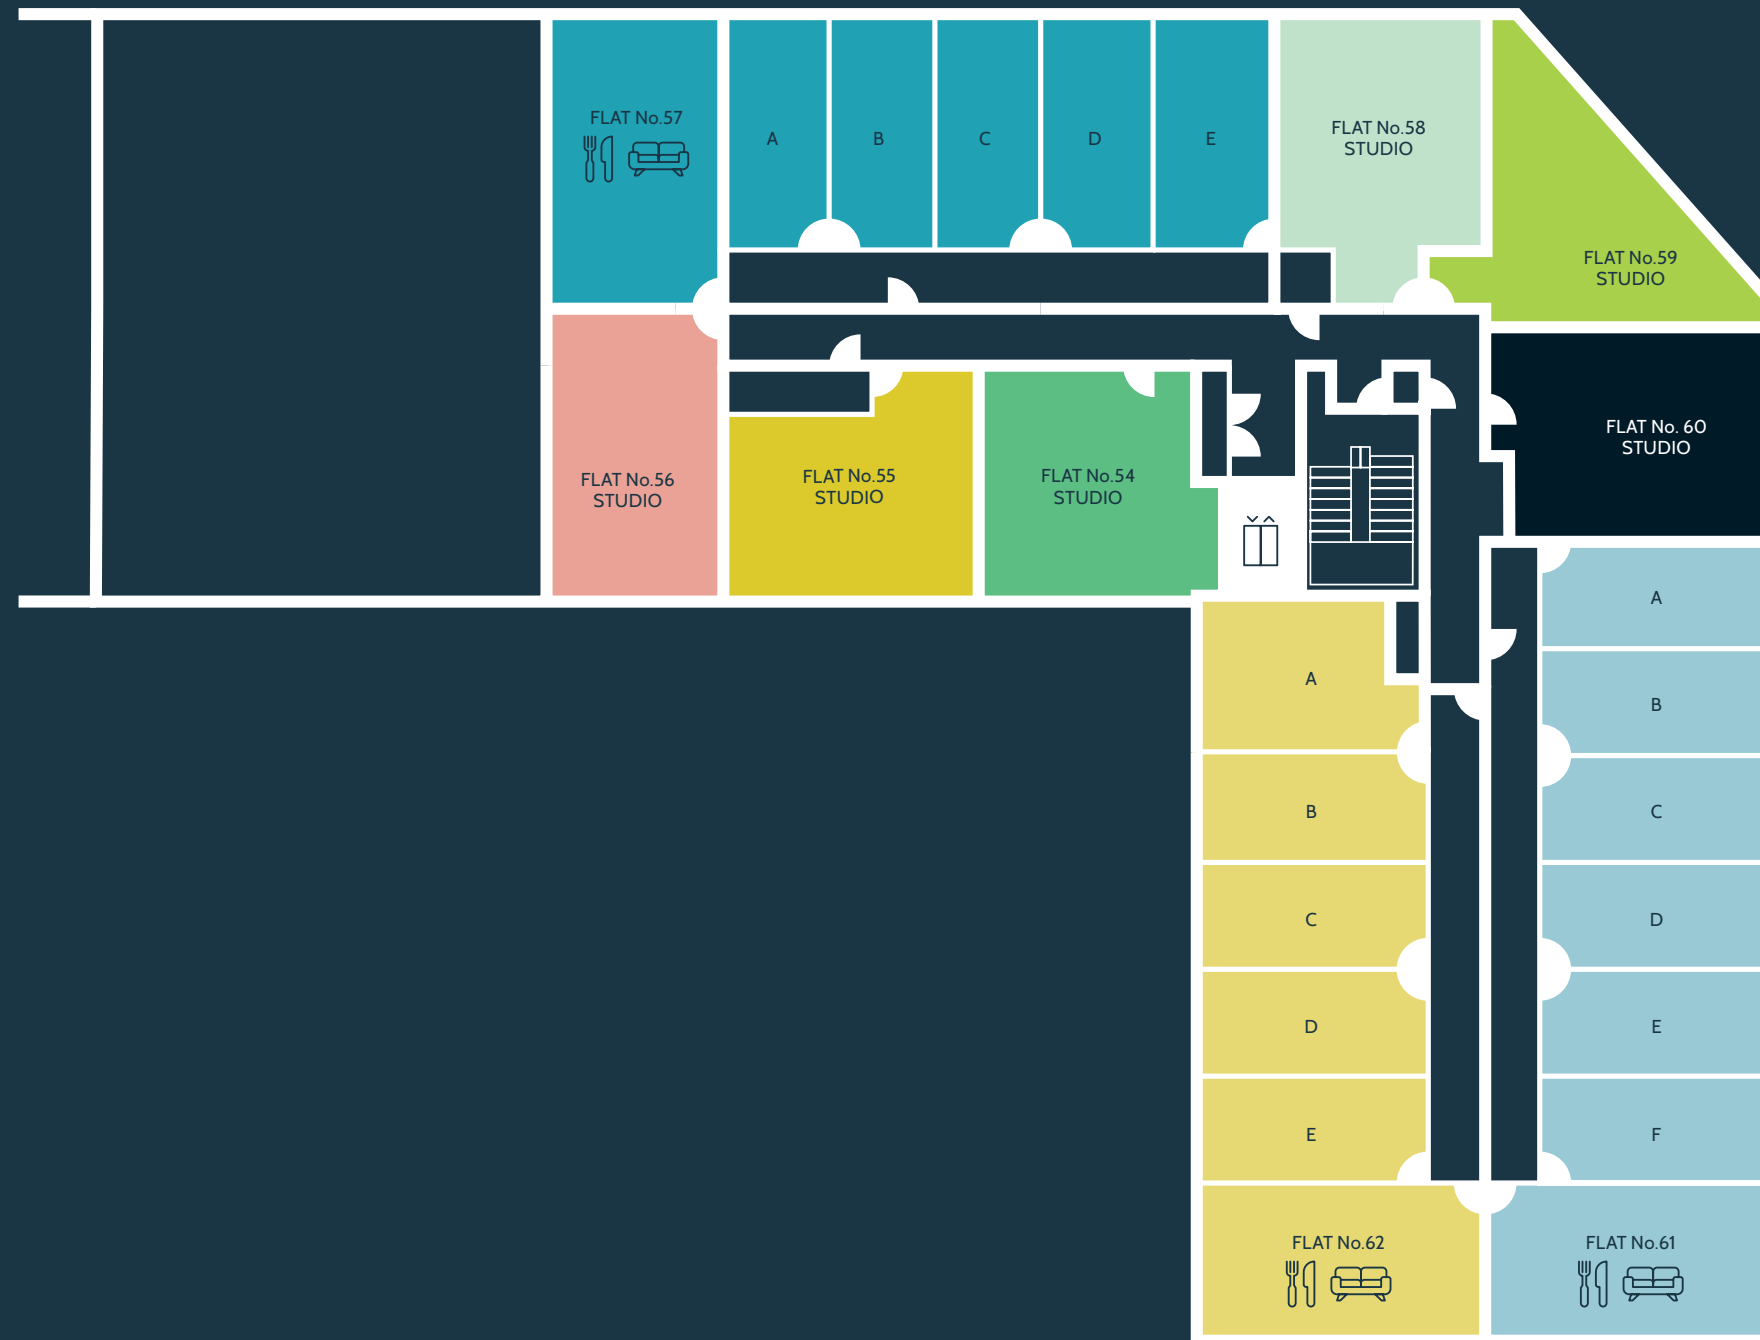 FLAT No.57
A
B
C
D
E
FLAT No.58
STUDIO
FLAT No.59
STUDIO
FLAT No. 60
STUDIO
FLAT No.56
STUDIO
FLAT No.55
STUDIO
FLAT No.54
STUDIO
A
B
C
D
E
FLAT No.62
A
B
C
D
E
F
FLAT No.61